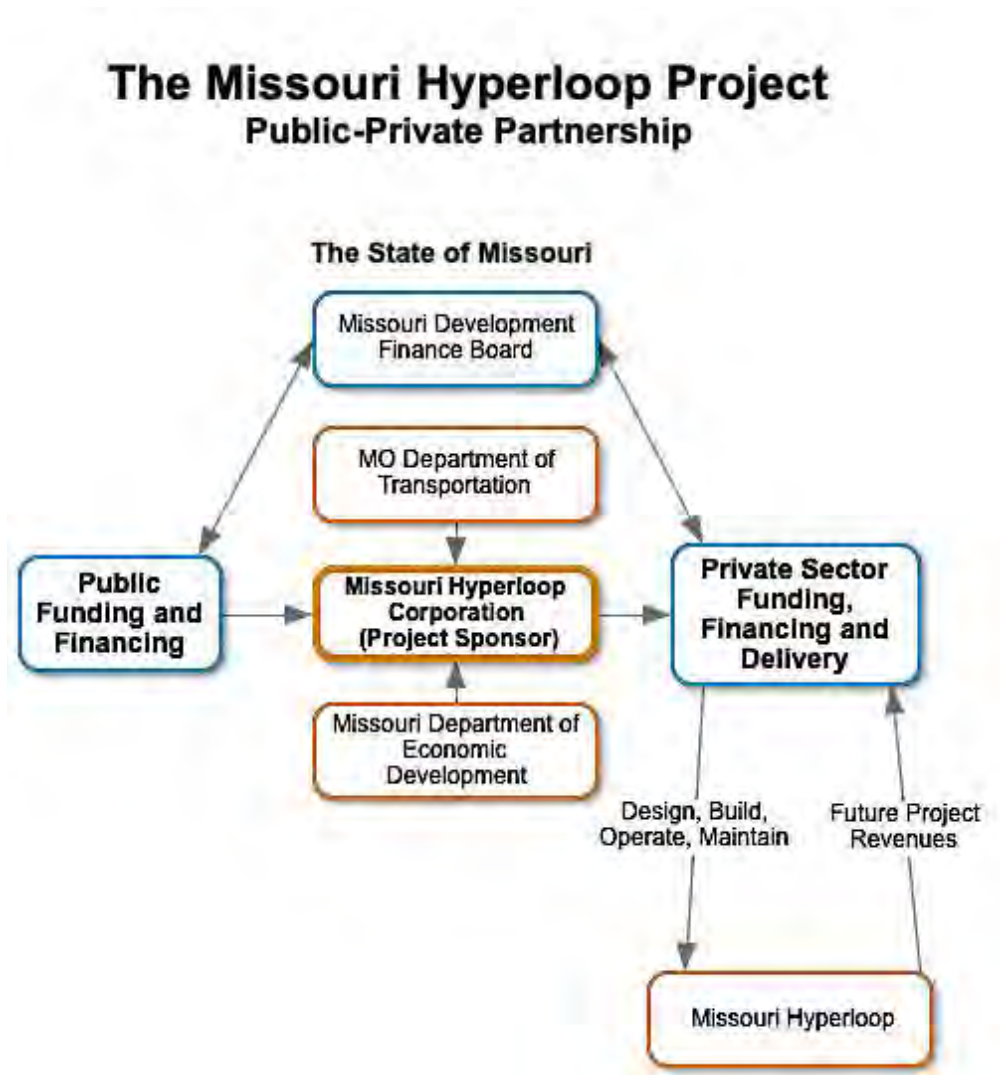 The Missouri Hyperloop Project
Public-Private Partnership
The State of Missouri
Missouri Development
Finance Board
MO Department of
Transportation
Public
Funding and
Financing
Missouri Hyperloop
Corporation
(Project Sponsor)
Private Sector
Funding,
Financing and
Delivery
Missouri Department of
Economic
Development
Design, Build,
Operate, Maintain
Future Project
Revenues
Missouri Hyperloop